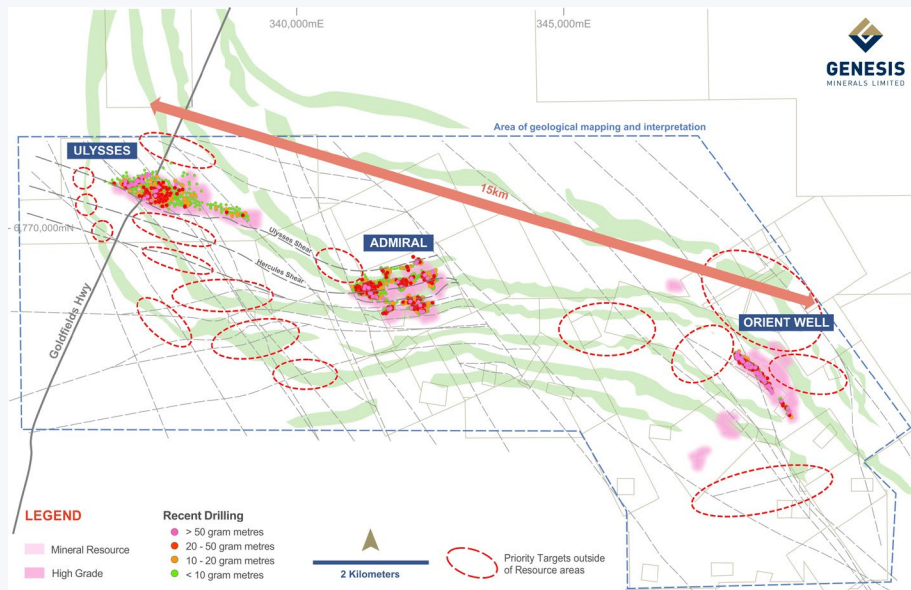 340,000mE
345,000mE
GENESIS
MINERALS LIMITED
Area of geological mapping and interpretation
ULYSSES
15km
6,770,000mN
Ulysses Shear
ADMIRAL
Hercules Shear
Goldfields Hwy
ORIENT WELL
LEGEND
Mineral Resource
High Grade
Recent Drilling
> 50 gram metres
20 - 50 gram metres
10 - 20 gram metres
< 10 gram metres
2 Kilometers
Priority Targets outside
of Resource areas